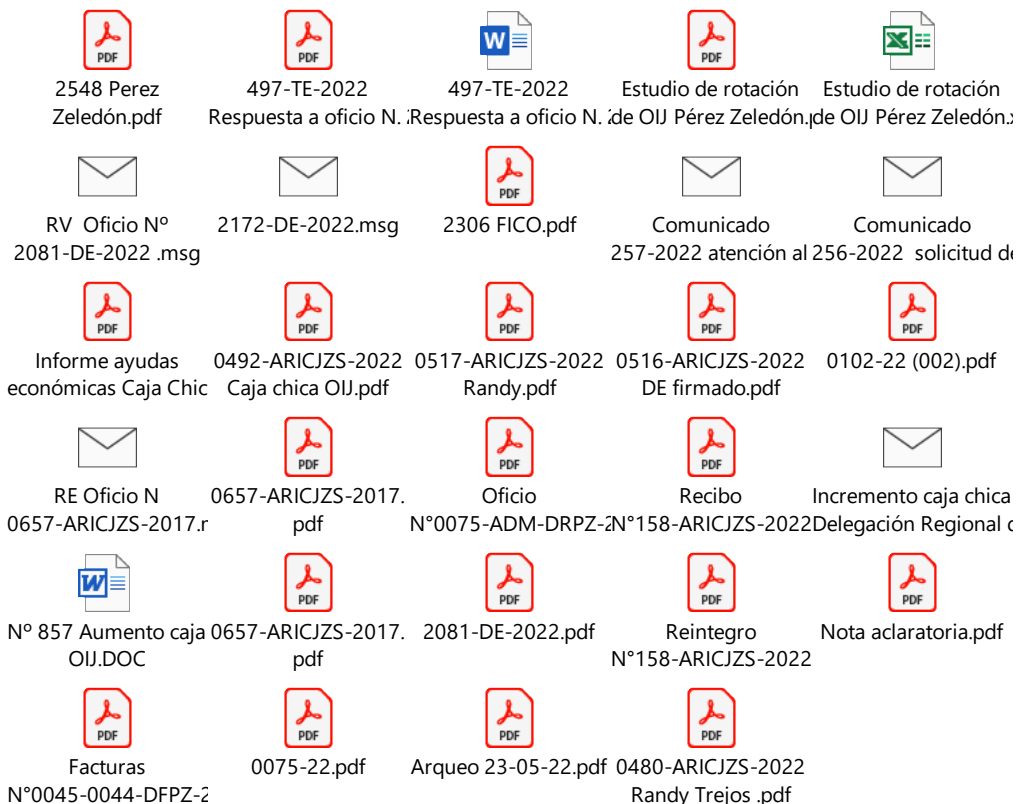 PDF PDF W PDF X
2548 Perez Zeledón.pdf
497-TE-2022 Respuesta a oficio N.
497-TE-2022 Respuesta a oficio N.
Estudio de rotación de OIJ Pérez Zeledón.
Estudio de rotación de OIJ Pérez Zeledón.
PDF
RV Oficio Nº 2081-DE-2022 .msg
2172-DE-2022.msg
2306 FICO.pdf
Comunicado 257-2022 atención al
Comunicado 256-2022 solicitud de
PDF PDF PDF PDF PDF
Informe ayudas económicas Caja Chic
0492-ARICJZS-2022 Caja chica OIJ.pdf
0517-ARICJZS-2022 Randy.pdf
0516-ARICJZS-2022 DE firmado.pdf
0102-22 (002).pdf
PDF PDF PDF
RE Oficio N 0657-ARICJZS-2017.
0657-ARICJZS-2017. pdf
Oficio N°0075-ADM-DRPZ-
Recibo N°158-ARICJZS-2022
Incremento caja chica Delegación Regional
W PDF PDF PDF PDF
Nº 857 Aumento caja OIJ.DOC
0657-ARICJZS-2017. pdf
2081-DE-2022.pdf
Reintegro N°158-ARICJZS-2022
Nota aclaratoria.pdf
PDF PDF PDF PDF
Facturas N°0045-0044-DFPZ-2
0075-22.pdf
Arqueo 23-05-22.pdf
0480-ARICJZS-2022 Randy Trejos .pdf